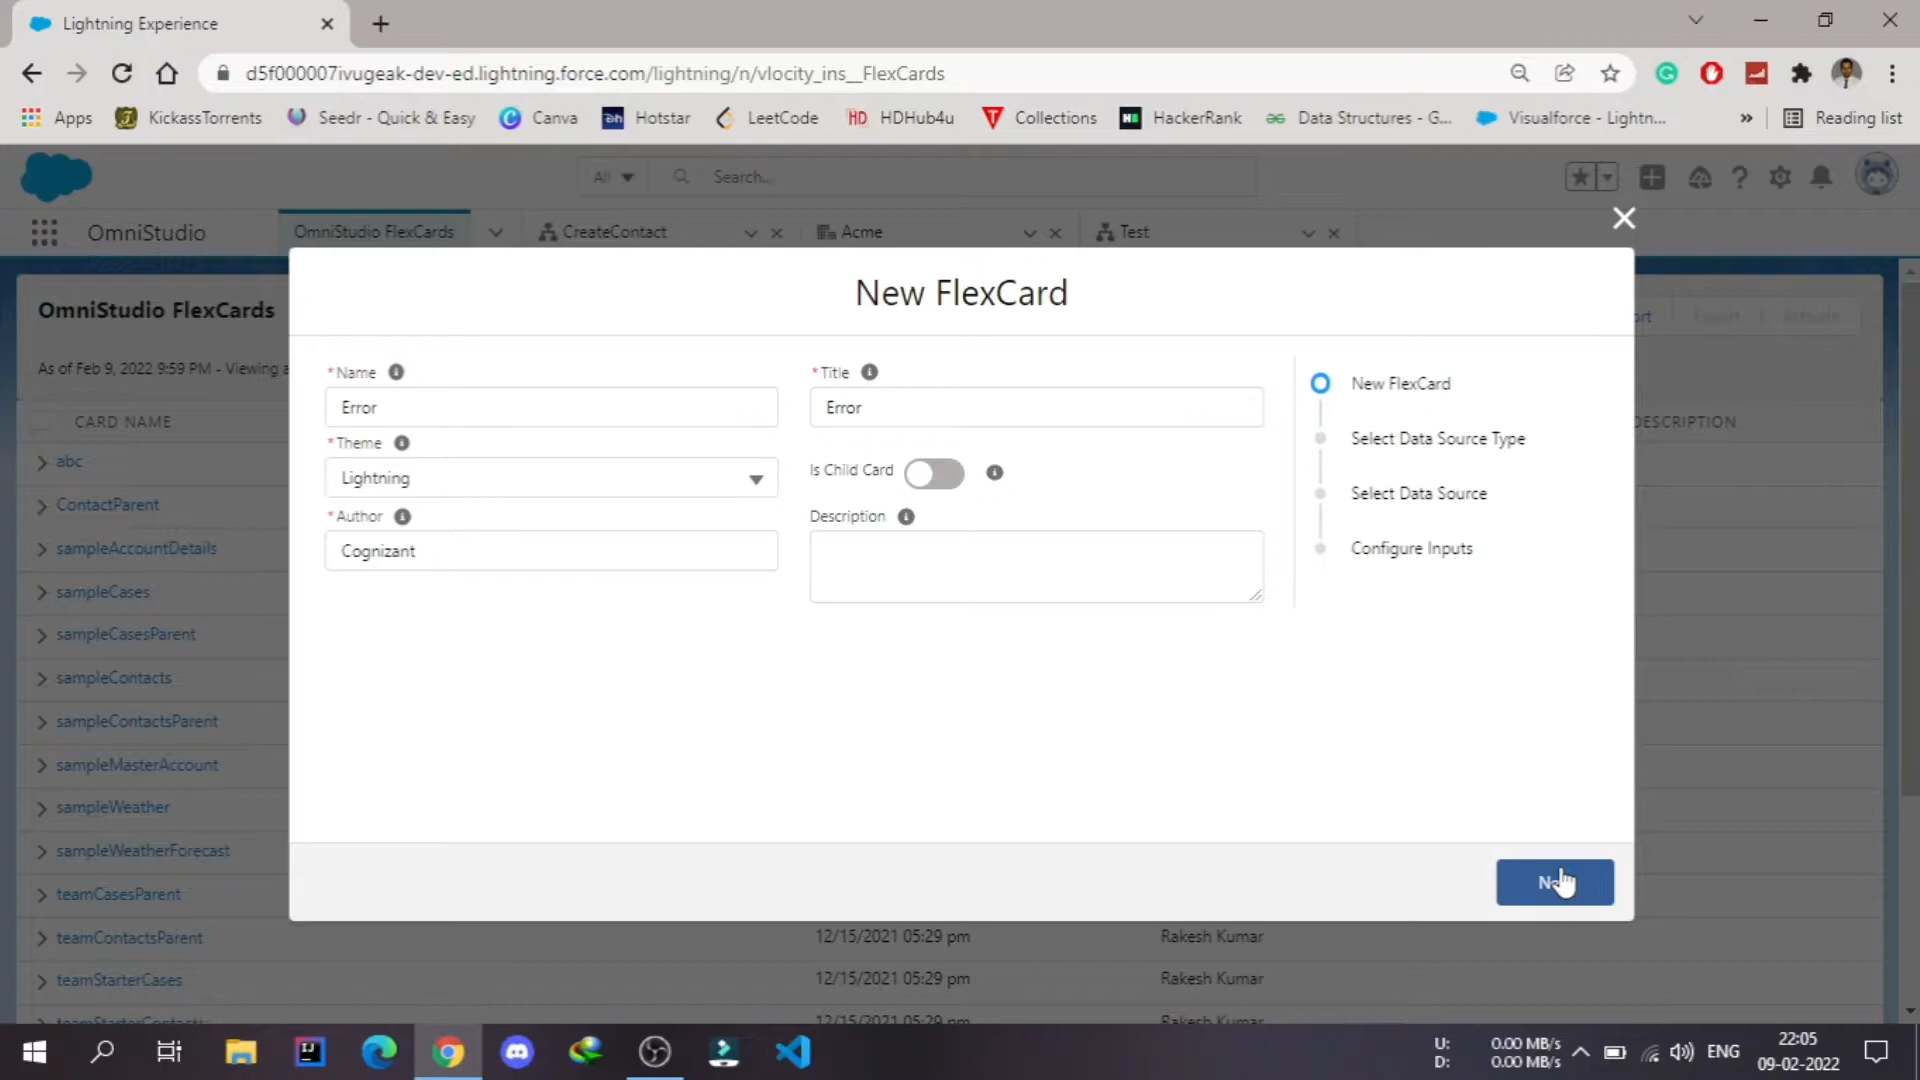 Lightning Experience
d5f000007ivugeak-dev-ed.lightning.force.com/lightning/n/vlocity_ins__FlexCards
Apps KickassTorrents Seedr - Quick & Easy Canva Hotstar LeetCode HDHub4u Collections HackerRank Data Structures - G... Visualforce - Lightn... » Reading list
All Search...
OmniStudio OmniStudio FlexCards CreateContact Acme Test
New FlexCard
OmniStudio FlexCards
As of Feb 9, 2022 9:59 PM - Viewing
*Name
Error
*Title
Error
*Theme
Lightning
Is Child Card
*Author
Cognizant
Description
New FlexCard
Select Data Source Type
Select Data Source
Configure Inputs
CARD NAME
DESCRIPTION
abc
ContactParent
sampleAccountDetails
sampleCases
sampleCasesParent
sampleContacts
sampleContactsParent
sampleMasterAccount
sampleWeather
sampleWeatherForecast
teamCasesParent
teamContactsParent 12/15/2021 05:29 pm Rakesh Kumar
teamStarterCases 12/15/2021 05:29 pm Rakesh Kumar
12/15/2021 05:29 pm Rakesh Kumar
U: 0.00 MB/s
D: 0.00 MB/s
ENG
22:05
09-02-2022